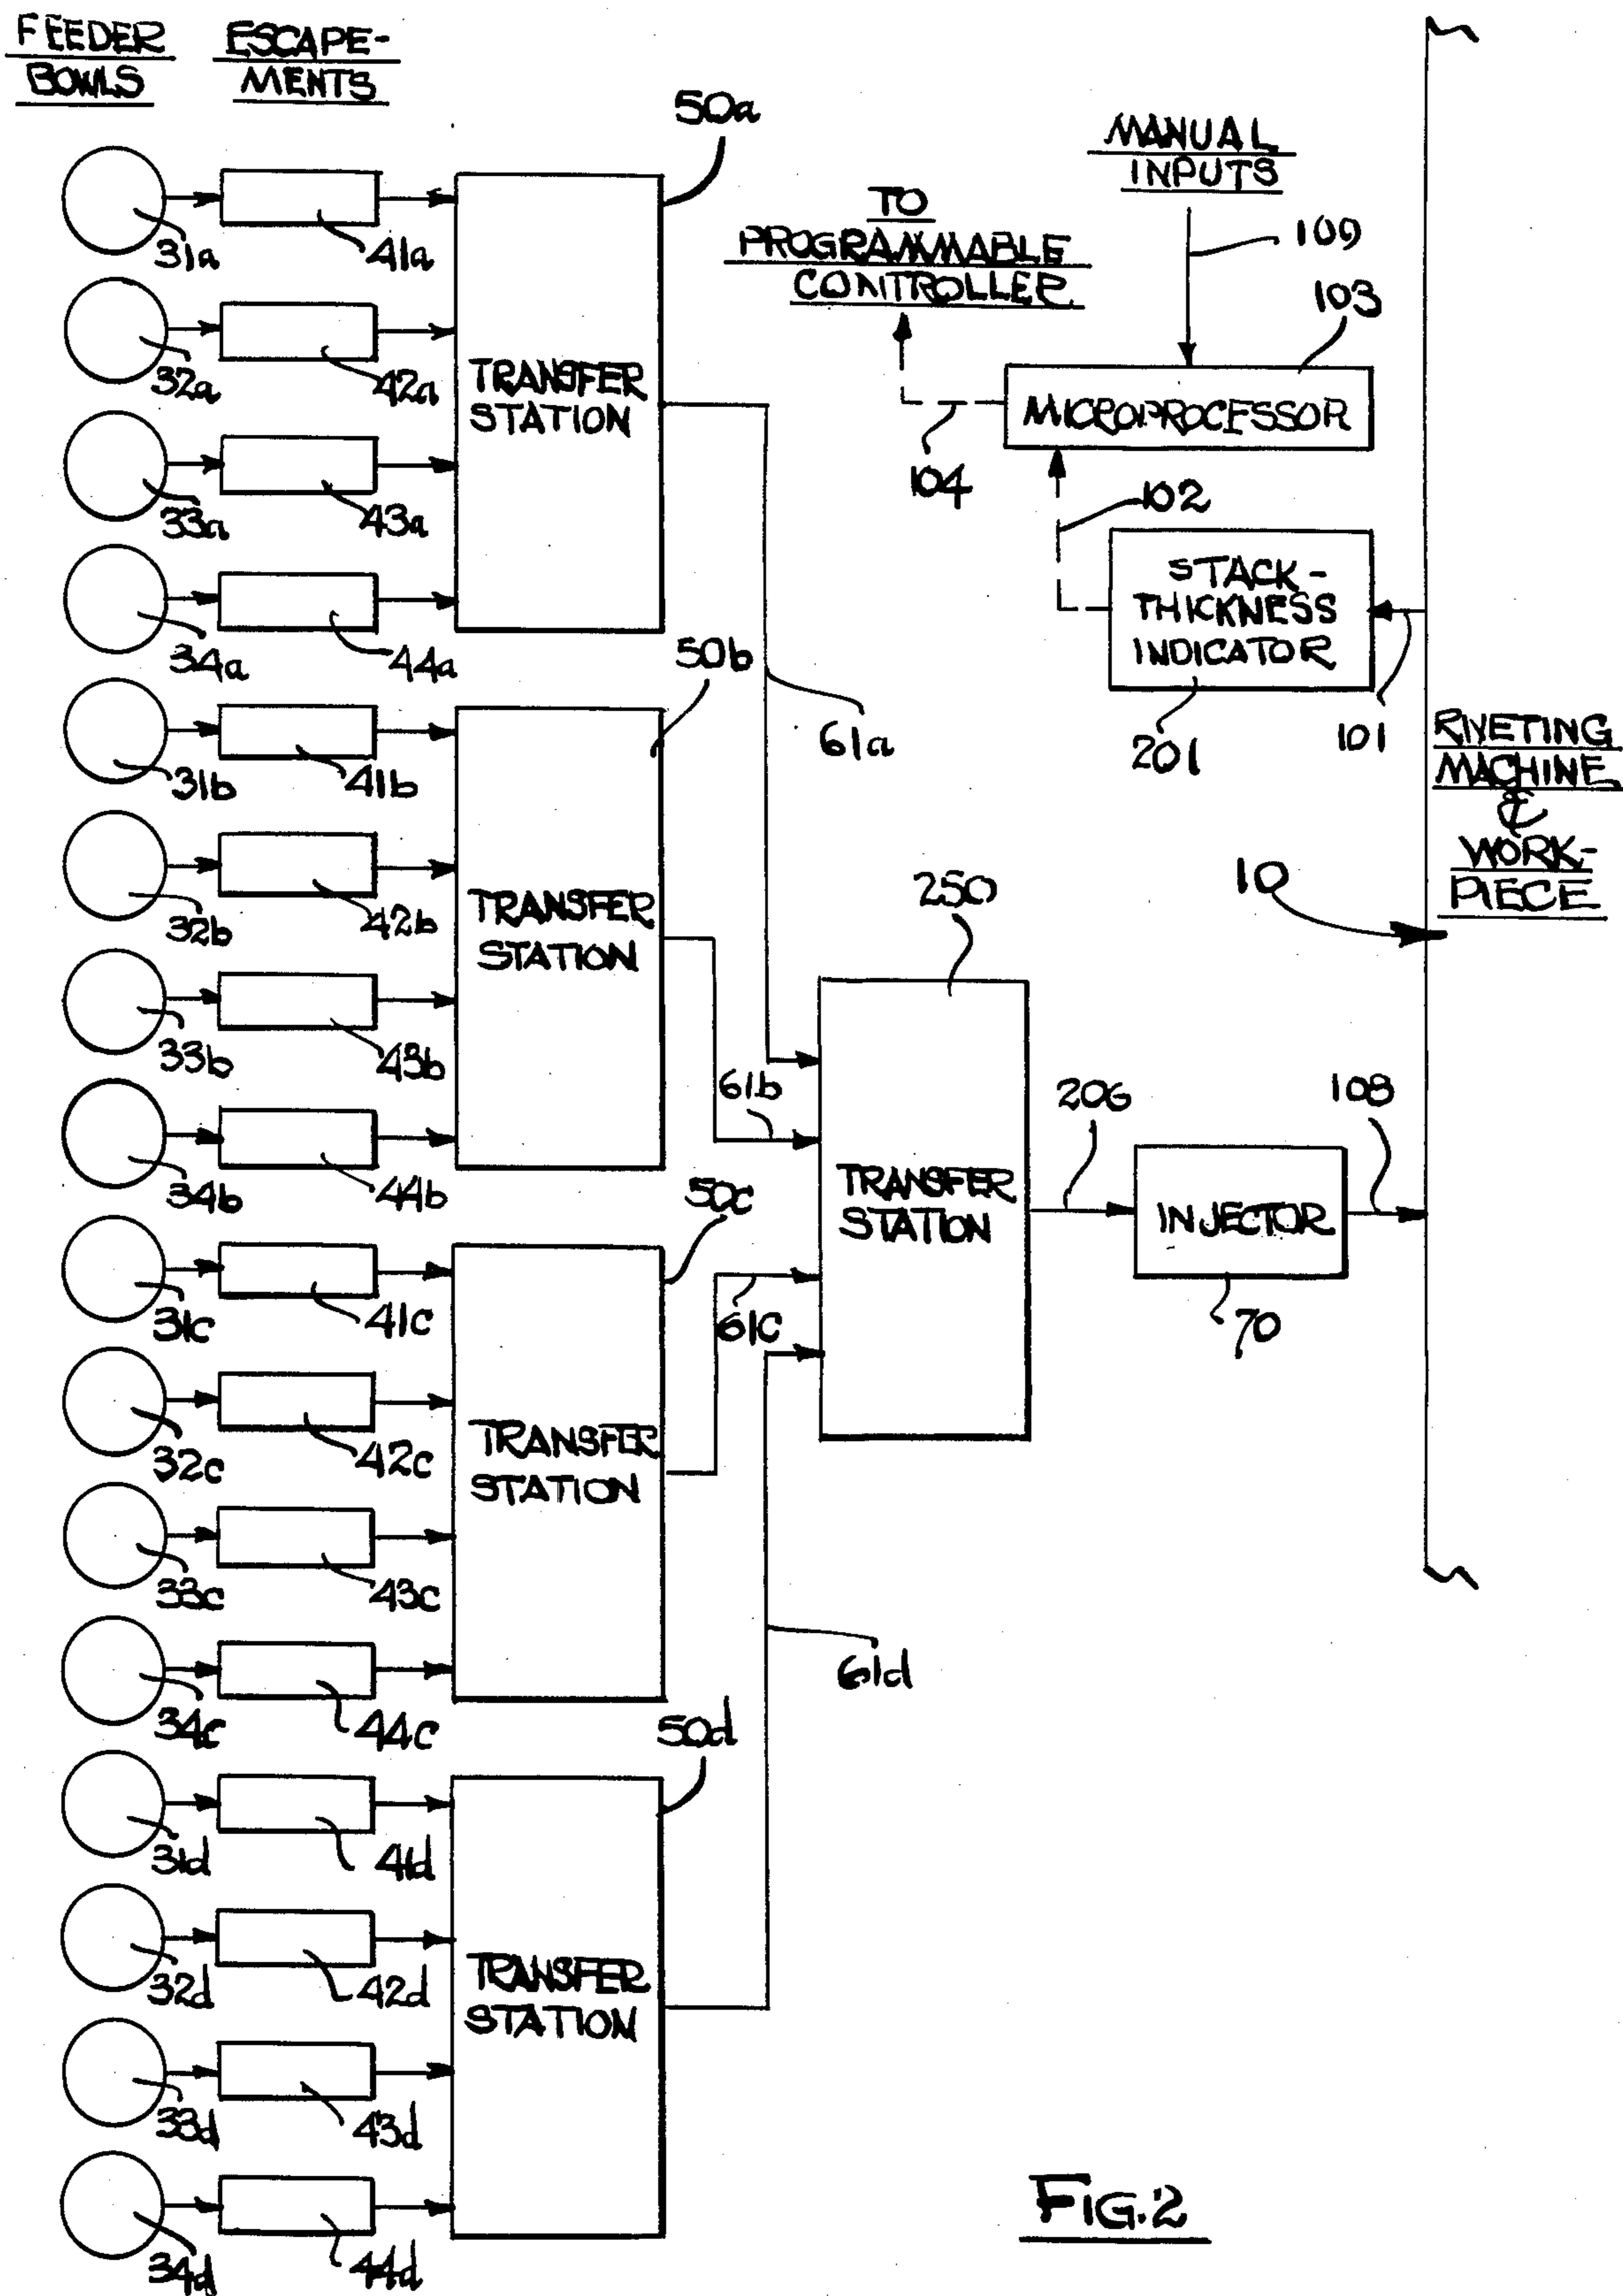 FEEDER
BOWLS
ESCAPE-
MENTS
50a
MANUAL
INPUTS
TO
PROGRAMMABLE
CONTROLLER
109
103
31a
41a
32a
42a
TRANSFER
STATION
MICROPROCESSOR
104
102
33a
43a
STACK-
THICKNESS
INDICATOR
34a
44a
50b
61a
201
101
RIVETING
MACHINE
&
WORK-
PIECE
31b
41b
10
250
32b
42b
TRANSFER
STATION
33b
43b
61b
206
108
34b
44b
50c
TRANSFER
STATION
INJECTOR
31c
41c
61c
70
32c
42c
TRANSFER
STATION
33c
43c
61d
34c
44c
50d
31d
41d
32d
42d
TRANSFER
STATION
33d
43d
34d
44d
FIG.2